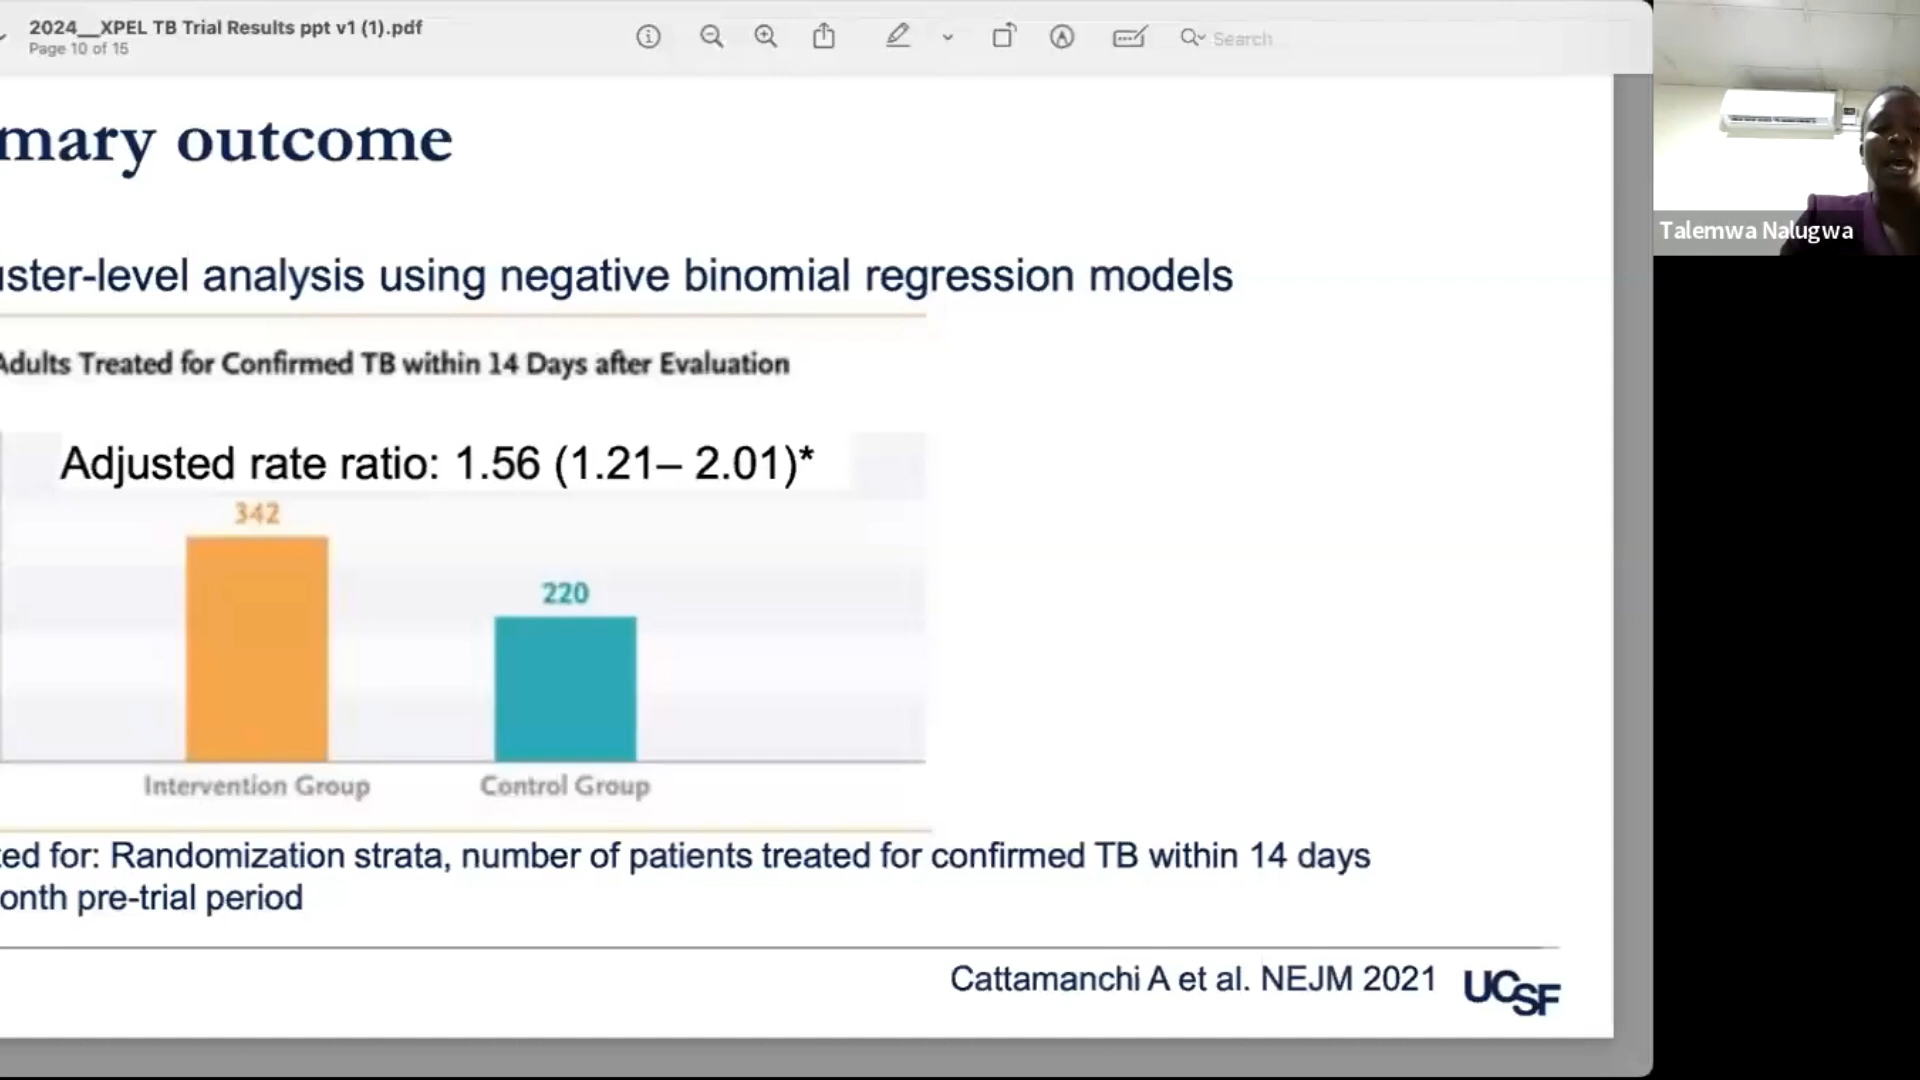 2024__XPEL TB Trial Results ppt v1 (1).pdf
Page 10 of 15
Search
mary outcome
Talemwa Nalugwa
uster-level analysis using negative binomial regression models
Adults Treated for Confirmed TB within 14 Days after Evaluation
Adjusted rate ratio: 1.56 (1.21– 2.01)*
342
220
Intervention Group
Control Group
ted for: Randomization strata, number of patients treated for confirmed TB within 14 days
onth pre-trial period
Cattamanchi A et al. NEJM 2021
UCSF